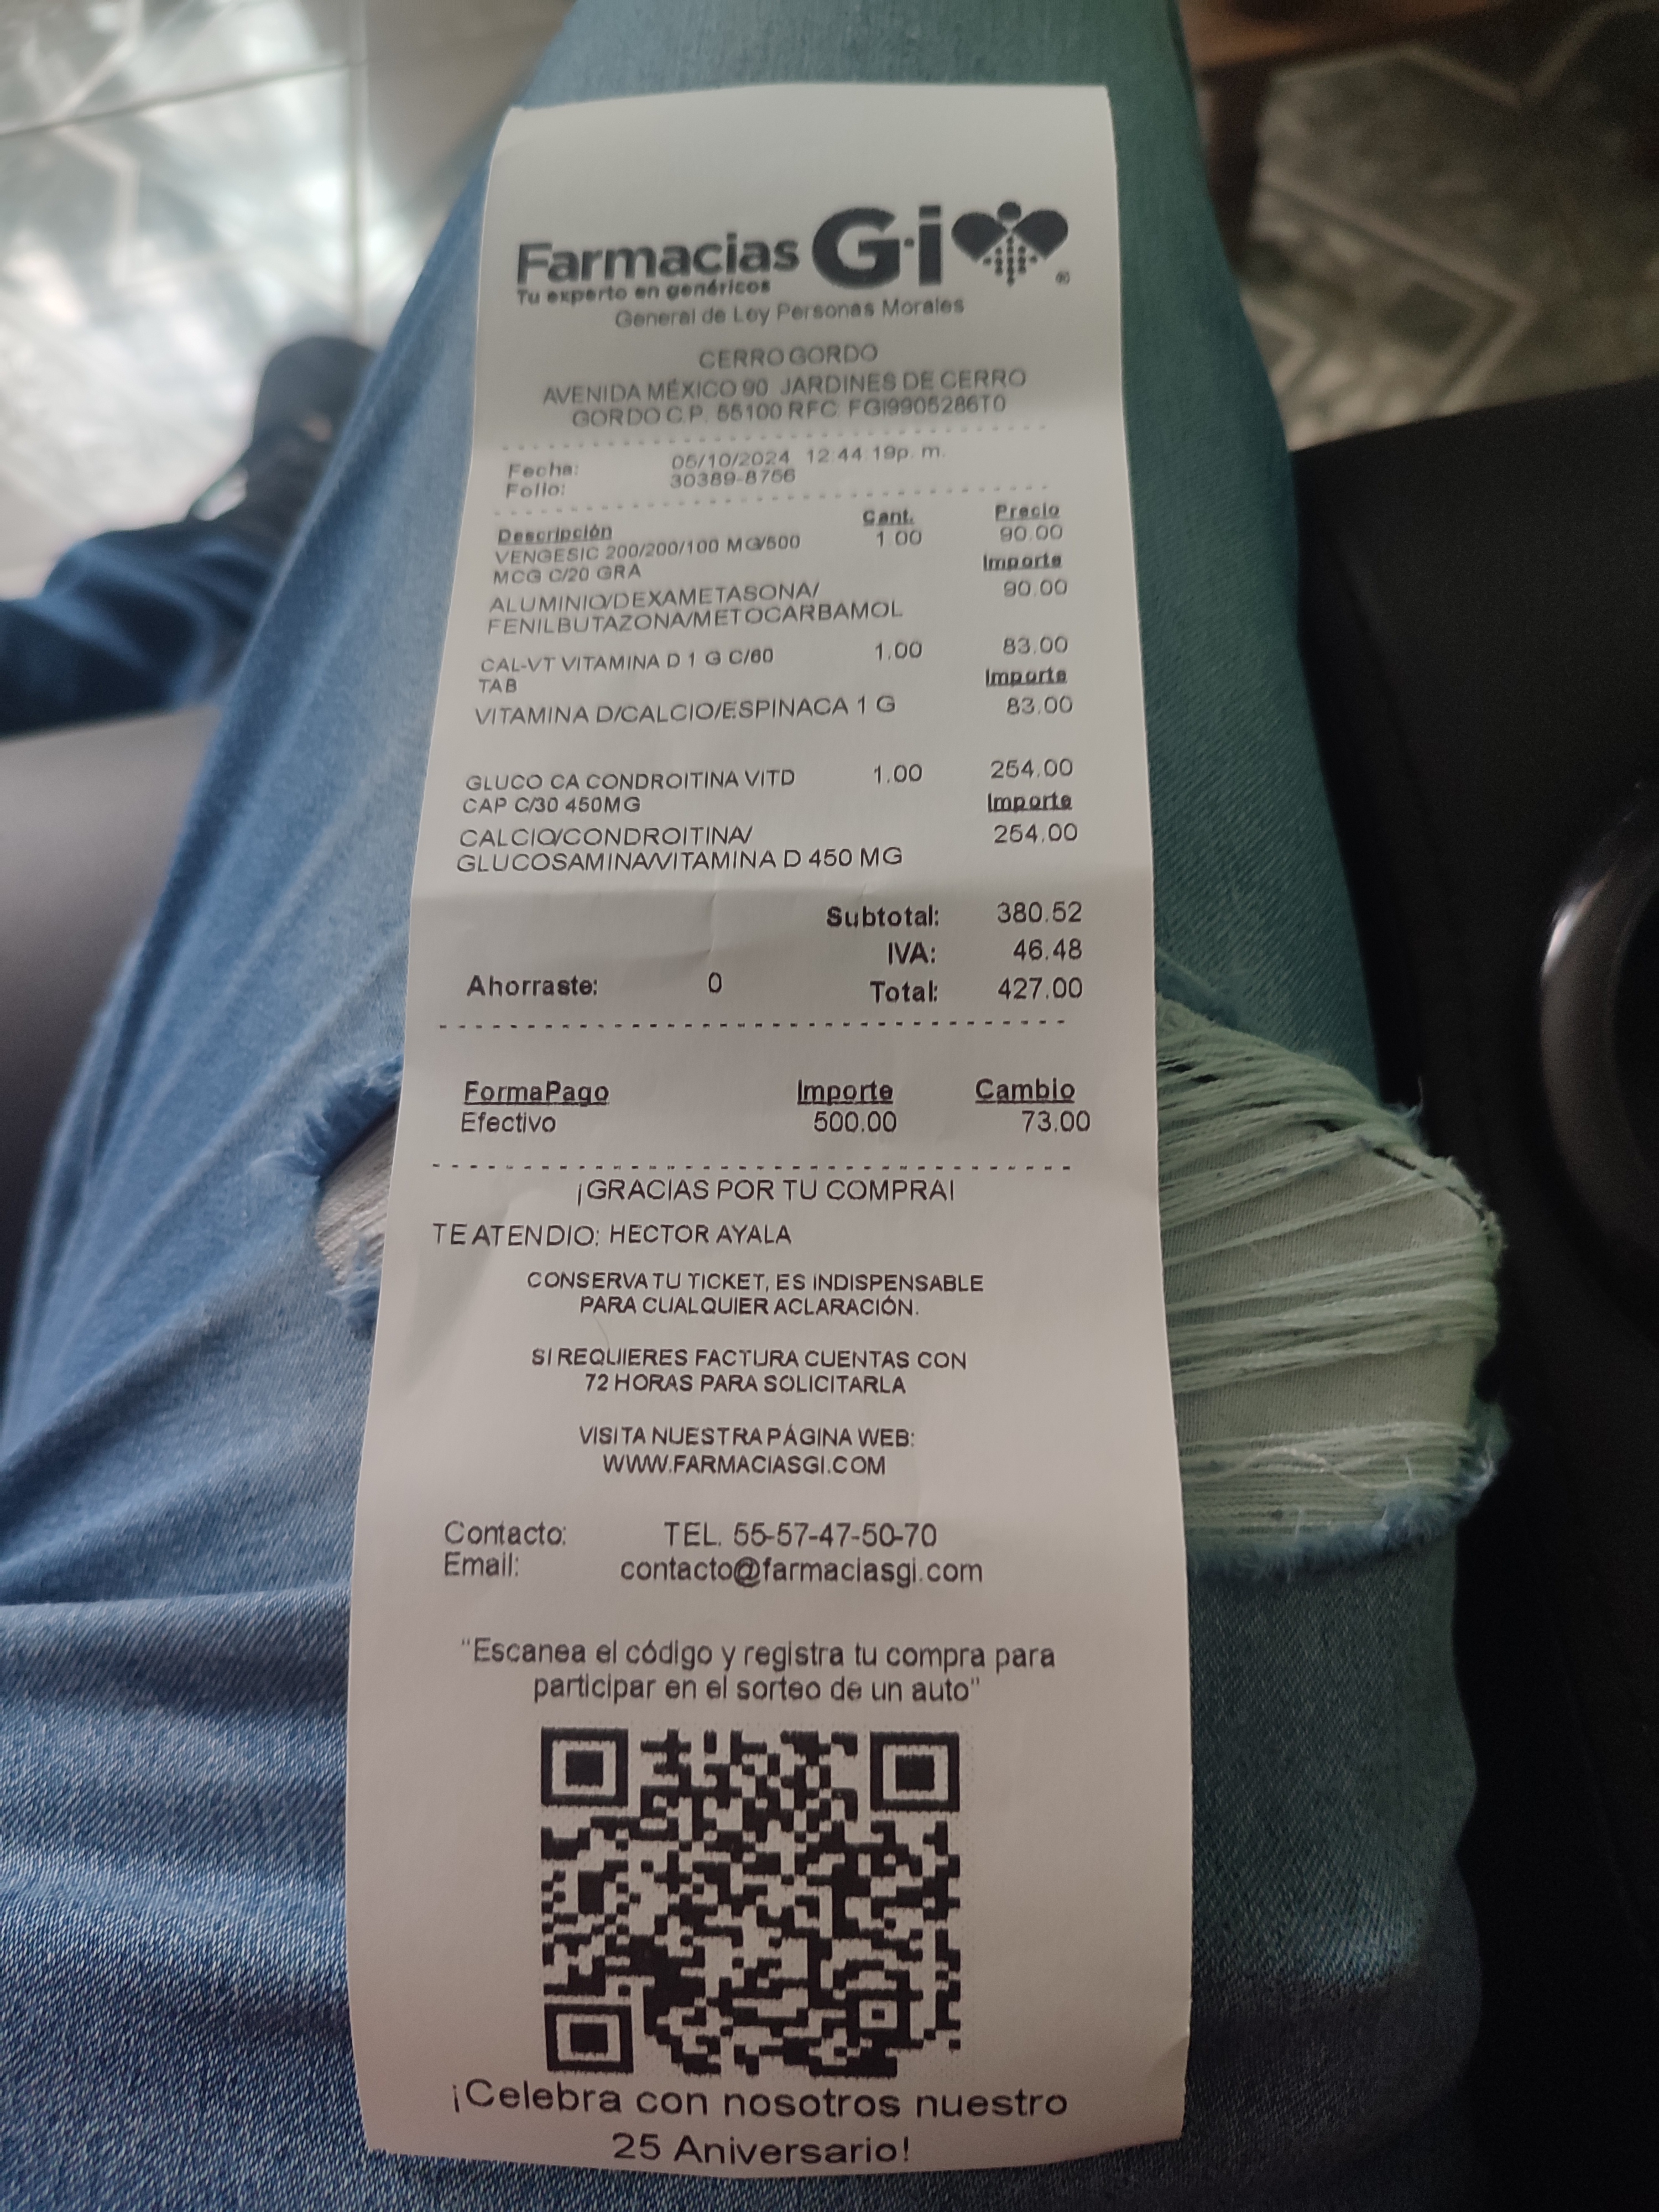 Farmacias Gi
Tu experto en genéricos
General de Ley Personas Morales
CERRO GORDO
AVENIDA MÉXICO 90 JARDINES DE CERRO
GORDO C.P. 55100 RFC FGI9905286T0
Fecha: 05/10/2024 12:44:19p. m.
Folio: 30389-8756
Descripción Cant. Precio
VENGESIC 200/200/100 MG/500 1.00 90.00
MCG C/20 GRA Importe
ALUMINIO/DEXAMETASONA/ 90.00
FENILBUTAZONA/METOCARBAMOL
CAL-VT VITAMINA D 1 G C/60 1.00 83.00
TAB Importe
VITAMINA D/CALCIO/ESPINACA 1 G 83.00
GLUCO CA CONDROITINA VITD 1.00 254.00
CAP C/30 450MG Importe
CALCIO/CONDROITINA/ 254.00
GLUCOSAMINA/VITAMINA D 450 MG
Subtotal: 380.52
IVA: 46.48
Ahorraste: 0 Total: 427.00
FormaPago Importe Cambio
Efectivo 500.00 73.00
¡GRACIAS POR TU COMPRA!
TE ATENDIO: HECTOR AYALA
CONSERVA TU TICKET, ES INDISPENSABLE
PARA CUALQUIER ACLARACIÓN.
SI REQUIERES FACTURA CUENTAS CON
72 HORAS PARA SOLICITARLA
VISITA NUESTRA PÁGINA WEB:
WWW.FARMACIASGI.COM
Contacto: TEL. 55-57-47-50-70
Email: contacto@farmaciasgi.com
"Escanea el código y registra tu compra para
participar en el sorteo de un auto"
¡Celebra con nosotros nuestro
25 Aniversario!